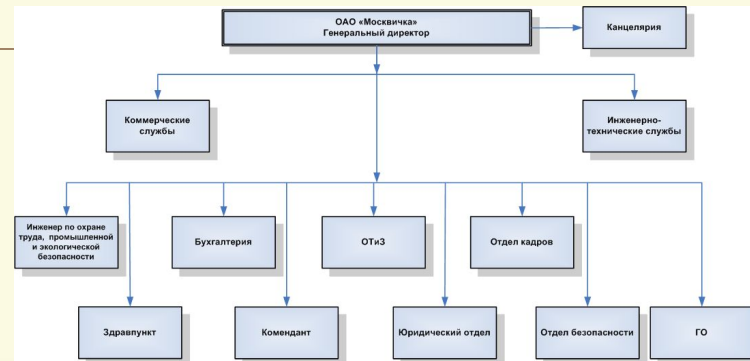 ОАО «Москвичка»
Генеральный директор
Канцелярия
Коммерческие
службы
Инженерно-
технические службы
Инженер по охране
труда, промышленной
и экологической
безопасности
Бухгалтерия
ОТиЗ
Отдел кадров
Здравпункт
Комендант
Юридический отдел
Отдел безопасности
ГО